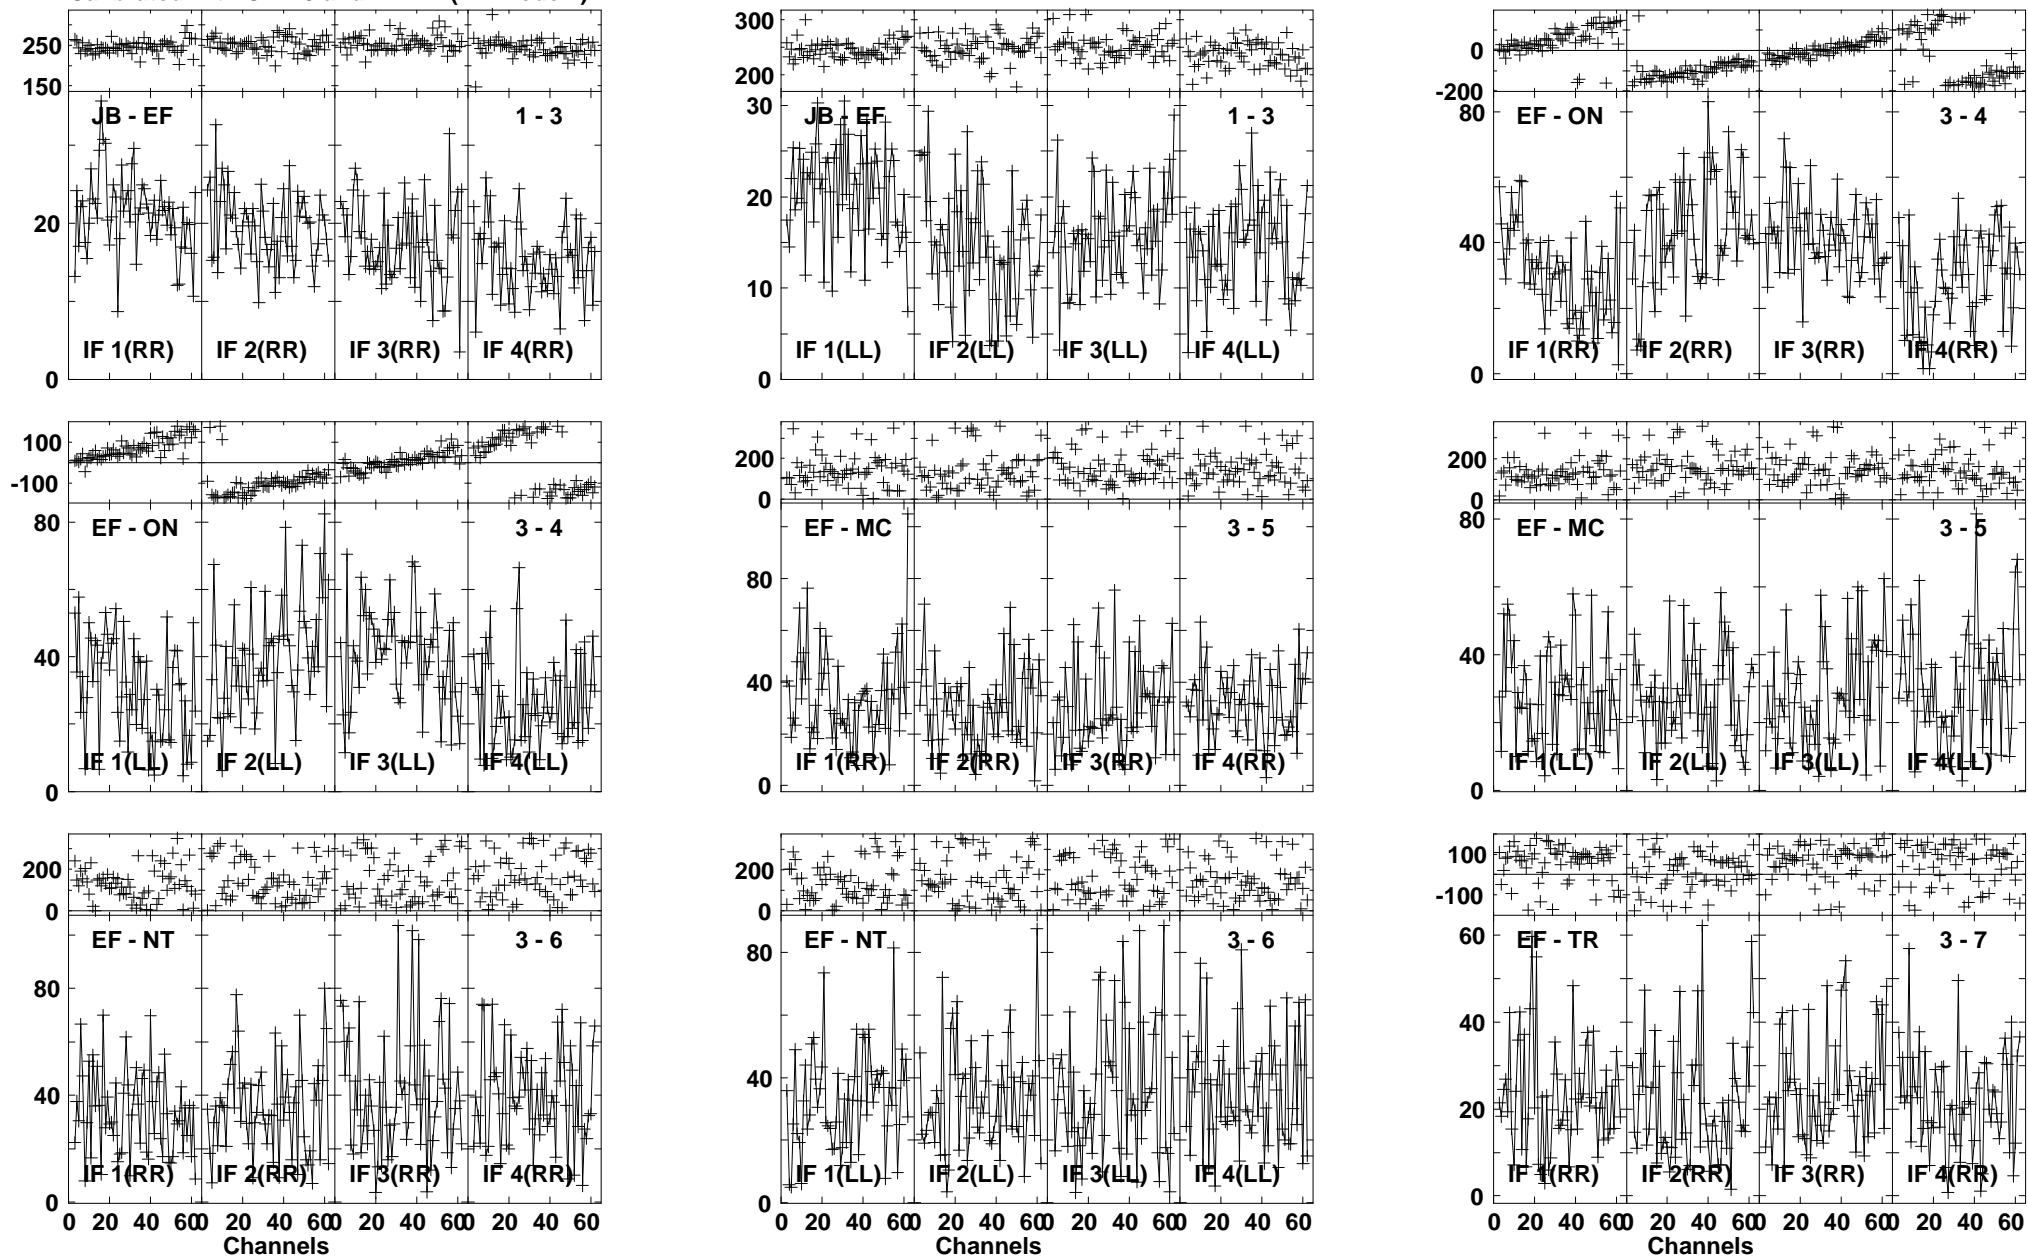 250
150
JB - EF
1 - 3
20
0
IF 1(RR)
IF 2(RR)
IF 3(RR)
IF 4(RR)
300
200
30
JB - EF
1 - 3
20
10
0
IF 1(LL)
IF 2(LL)
IF 3(LL)
IF 4(LL)
0
-200
80
EF - ON
3 - 4
40
0
IF 1(RR)
IF 2(RR)
IF 3(RR)
IF 4(RR)
100
-100
80
EF - ON
3 - 4
40
0
IF 1(LL)
IF 2(LL)
IF 3(LL)
IF 4(LL)
200
0
EF - MC
3 - 5
80
40
0
IF 1(RR)
IF 2(RR)
IF 3(RR)
IF 4(RR)
200
0
80
EF - MC
3 - 5
40
0
IF 1(LL)
IF 2(LL)
IF 3(LL)
IF 4(LL)
200
0
EF - NT
3 - 6
80
40
0
IF 1(RR)
IF 2(RR)
IF 3(RR)
IF 4(RR)
0 20 40 60 0 20 40 60 0 20 40 60 0 20 40 60
Channels
200
0
EF - NT
3 - 6
80
40
0
IF 1(LL)
IF 2(LL)
IF 3(LL)
IF 4(LL)
0 20 40 60 0 20 40 60 0 20 40 60 0 20 40 60
Channels
100
-100
60
EF - TR
3 - 7
40
20
0
IF 1(RR)
IF 2(RR)
IF 3(RR)
IF 4(RR)
0 20 40 60 0 20 40 60 0 20 40 60 0 20 40 60
Channels